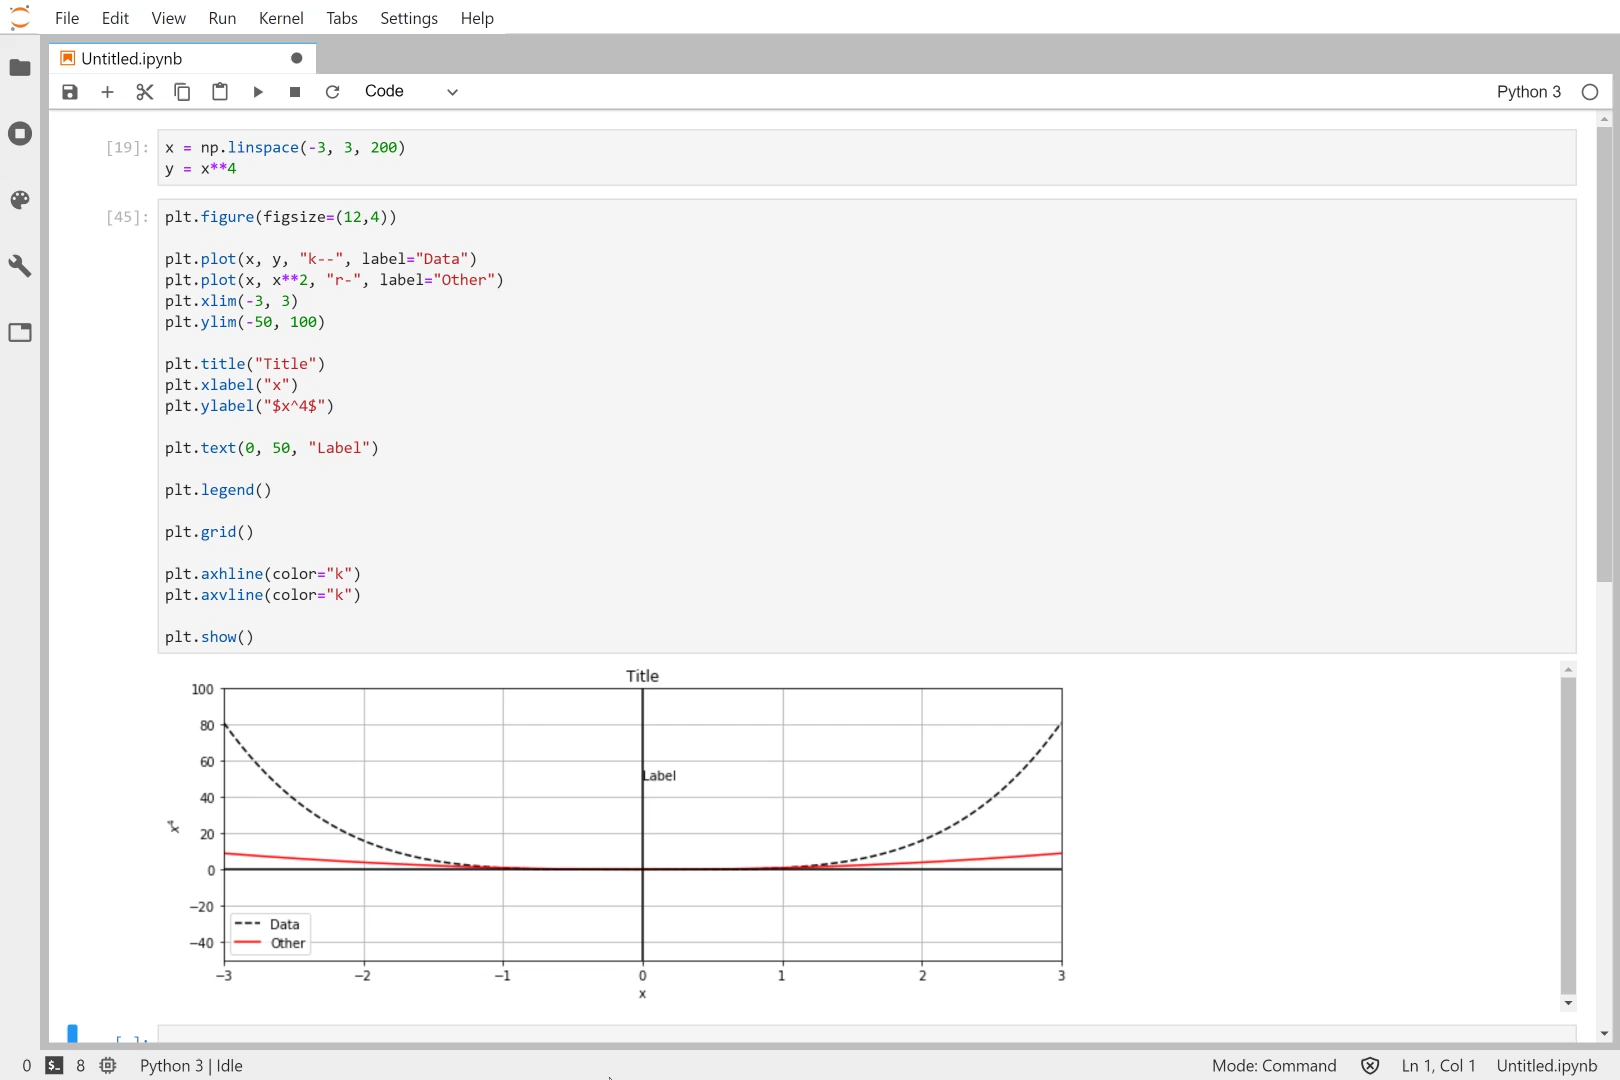 File Edit View Run Kernel Tabs Settings Help
Untitled.ipynb
Code Python 3
[19]: x = np.linspace(-3, 3, 200)
y = x**4
[45]: plt.figure(figsize=(12,4))
plt.plot(x, y, "k--", label="Data")
plt.plot(x, x**2, "r-", label="Other")
plt.xlim(-3, 3)
plt.ylim(-50, 100)
plt.title("Title")
plt.xlabel("x")
plt.ylabel("$x^4$")
plt.text(0, 50, "Label")
plt.legend()
plt.grid()
plt.axhline(color="k")
plt.axvline(color="k")
plt.show()
Title
100
80
60
Label
40
x⁴
20
0
−20
Data
−40
Other
−3 −2 −1 0 1 2 3
x
[ ]:
0 $_ 8 Python 3 | Idle Mode: Command Ln 1, Col 1 Untitled.ipynb